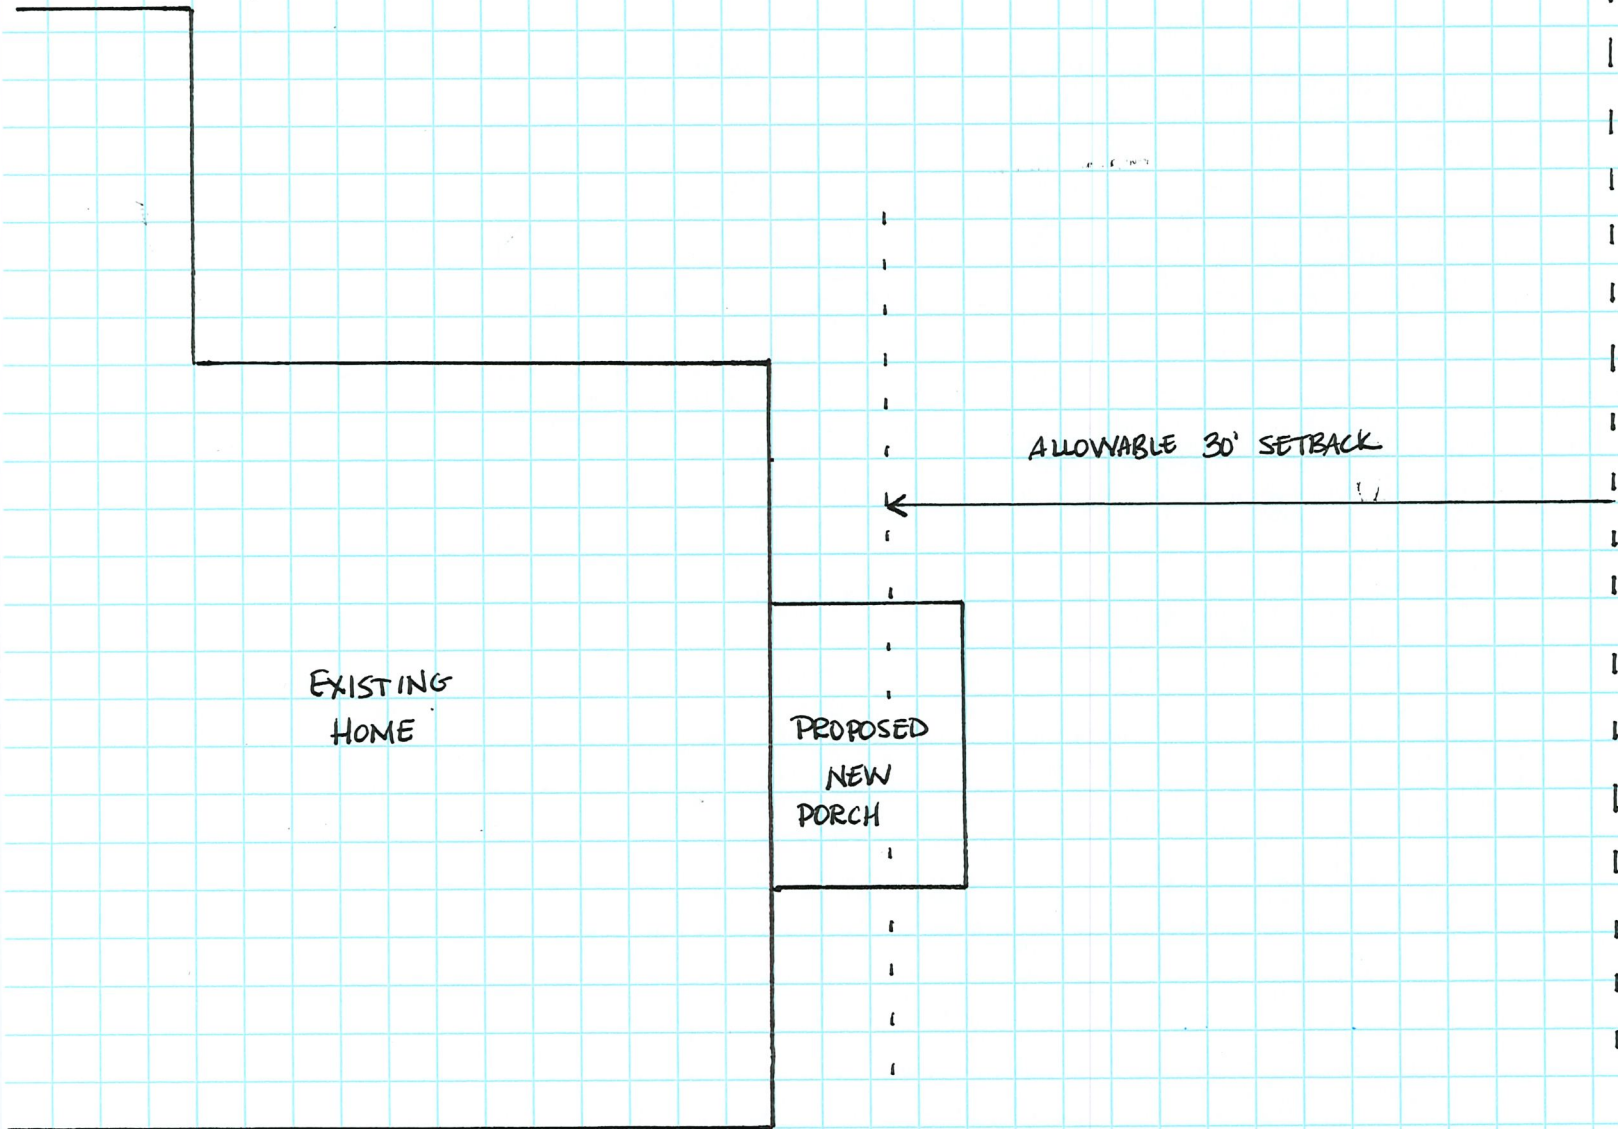 ALLOWABLE 30' SETBACK
EXISTING
HOME
PROPOSED
NEW
PORCH